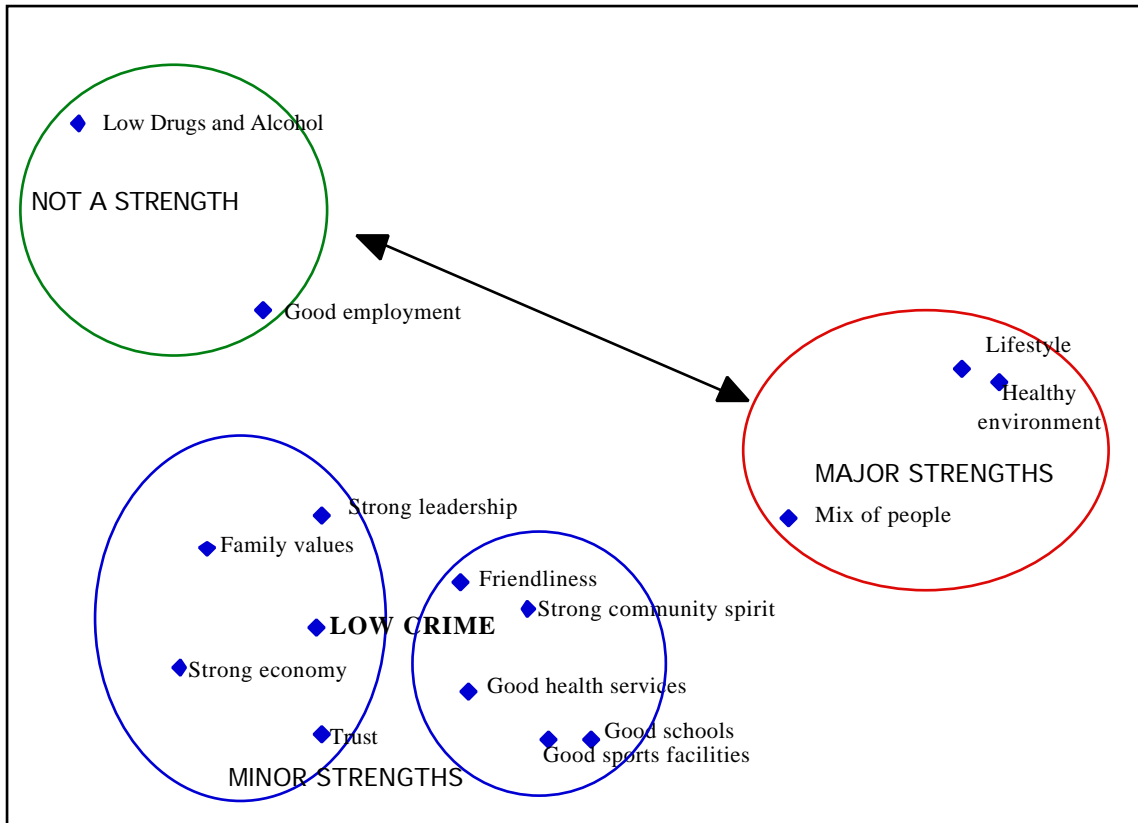 Low Drugs and Alcohol
NOT A STRENGTH
Good employment
Lifestyle
Healthy
environment
MAJOR STRENGTHS
Mix of people
Strong leadership
Family values
LOW CRIME
Strong economy
Trust
MINOR STRENGTHS
Friendliness
Strong community spirit
Good health services
Good schools
Good sports facilities